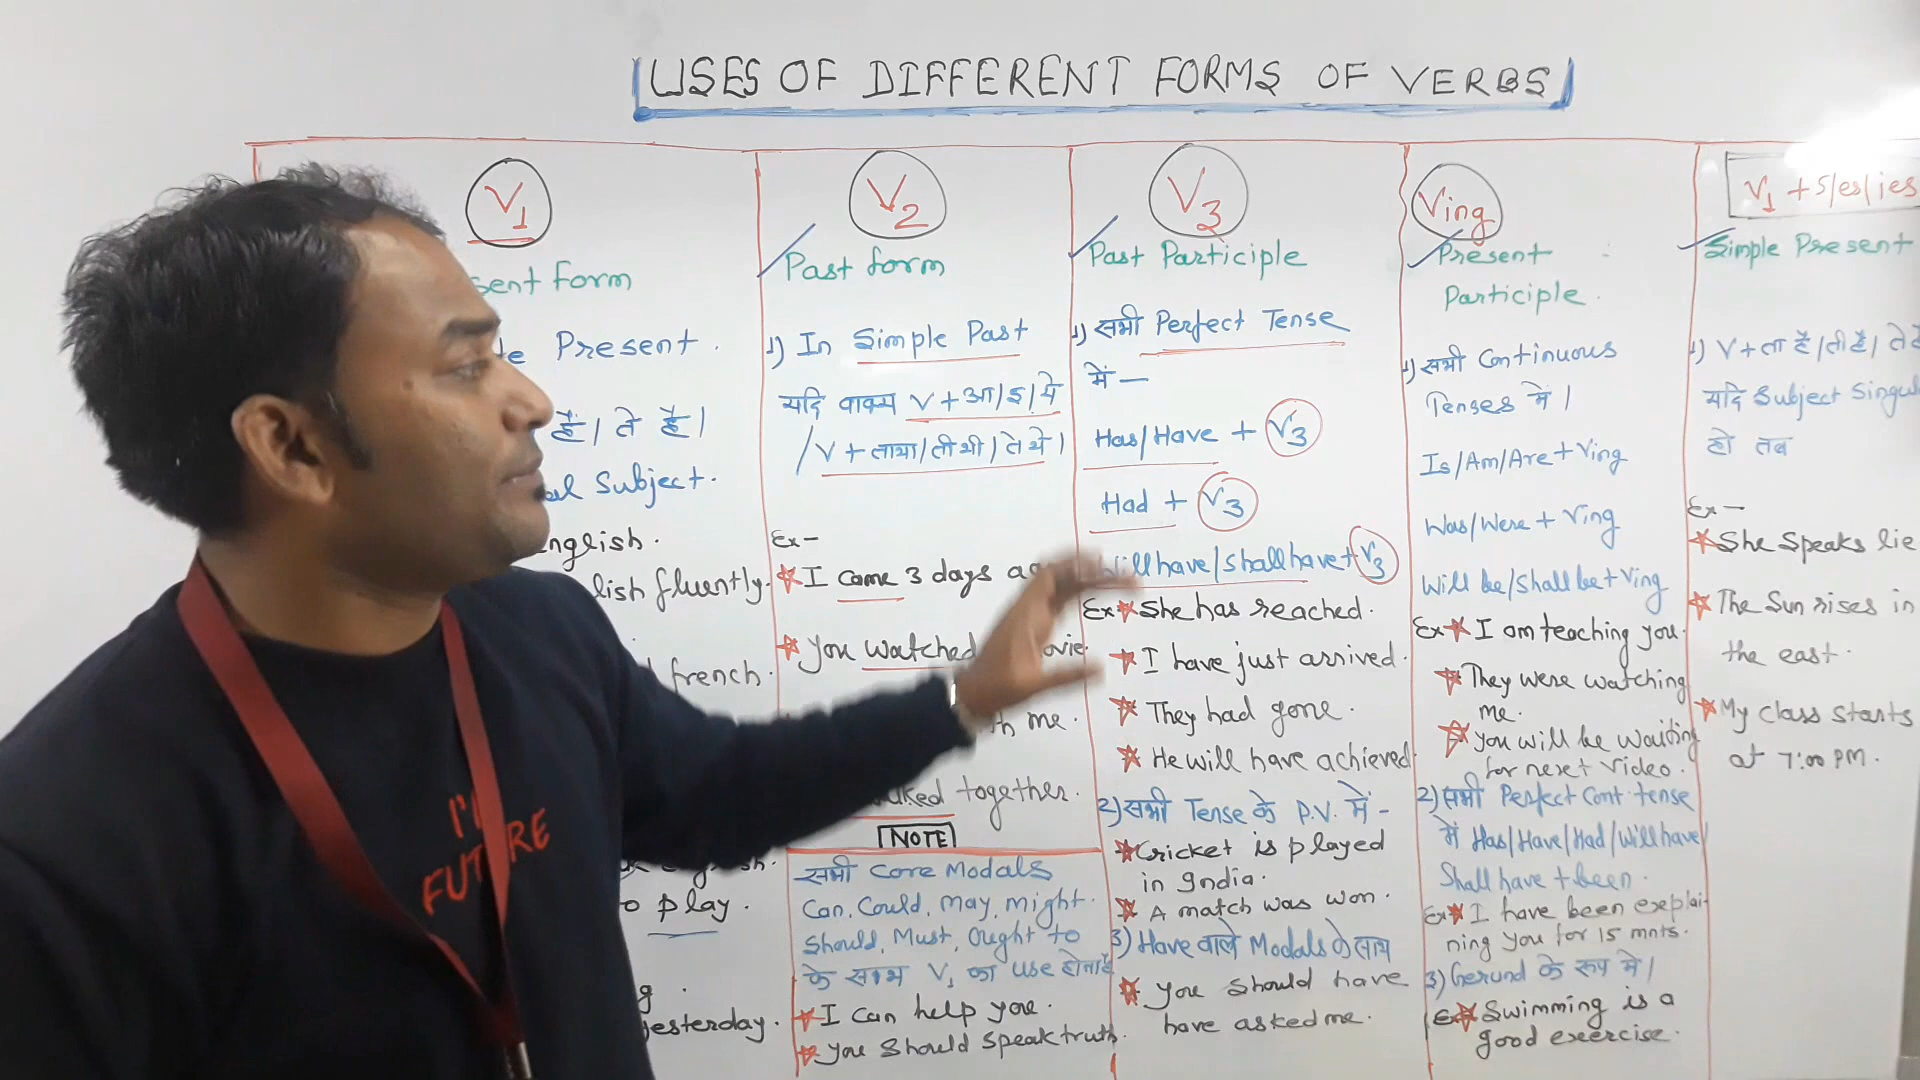 USES OF DIFFERENT FORMS OF VERBS
V1
sent form
Present.
हैं। ते हैं।
Subject.
English.
lish fluently.
french.
to play.
yesterday.
I'M
FUTURE
V2
Past form
1) In Simple Past
यदि वाक्य V + आ/इ/ये
/V + ताथा/तीथी/तेथे।
Ex-
I came 3 days
You watched
me.
together.
NOTE
सभी Core Modals
Can, Could, May, might.
Should, Must, Ought to
के साथ V1 का use होता है
I can help you.
You should speak truth.
V3
Past Participle
1) सभी Perfect Tense
में —
Has/Have + V3
Had + V3
Will have/Shall have + V3
Ex She has reached.
I have just arrived.
They had gone.
He will have achieved
2) सभी Tense के P.V. में -
Cricket is played
in India.
A match was won.
3) Have वाले Modals के साथ
You should have
have asked me.
Ving
Present
Participle.
1) सभी Continuous
Tenses में।
Is/Am/Are + Ving
Was/Were + Ving
Will be/Shall be + Ving
Ex I am teaching you.
They were watching
me.
You will be waiting
for next video.
2) सभी Perfect Cont. tense
में Has/Have/Had/Will have/
Shall have + been.
Ex I have been explai-
ning you for 15 mnts.
3) Gerund के रूप में।
Ex Swimming is a
good exercise.
V1 + S/es/ies
Simple Present
1) V + ता है/ती है/ ते है
यदि Subject Singul
हो तब
Ex-
She speaks lie
The Sun rises in
the east.
My class starts
at 7:00 PM.